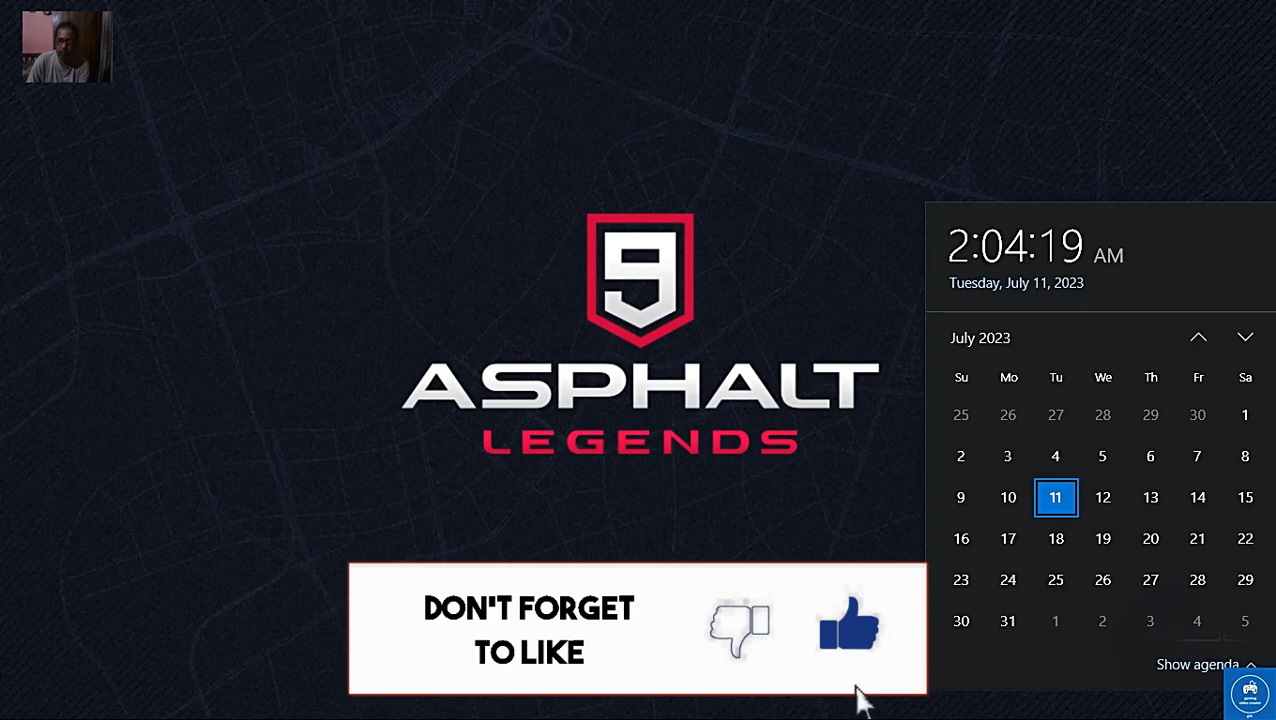 9
ASPHALT
LEGENDS
2:04:19 AM
Tuesday, July 11, 2023
July 2023
Su Mo Tu We Th Fr Sa
25 26 27 28 29 30 1
2 3 4 5 6 7 8
9 10 11 12 13 14 15
16 17 18 19 20 21 22
23 24 25 26 27 28 29
30 31 1 2 3 4 5
Show agenda
DON'T FORGET
TO LIKE